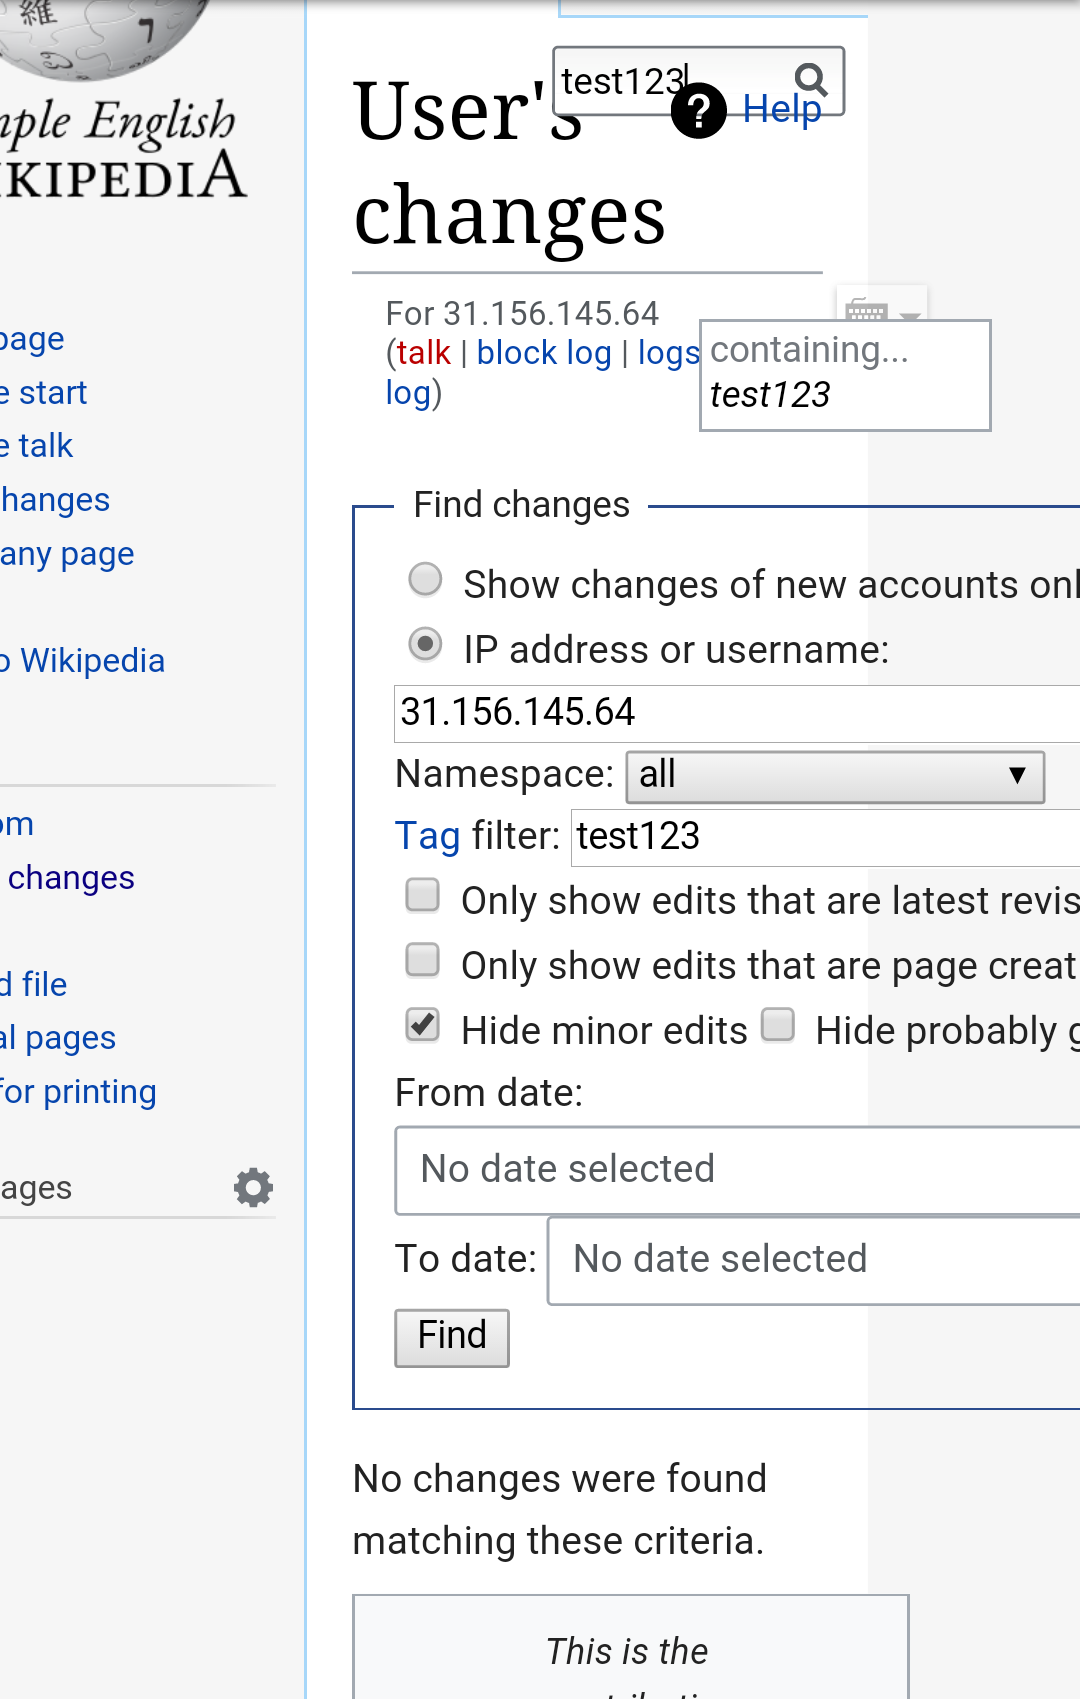 維
ple English
KIPEDIA
page
e start
e talk
hanges
any page
o Wikipedia
om
changes
d file
al pages
for printing
ages
test123
User's
Help
changes
For 31.156.145.64
(talk | block log | logs
log)
containing...
test123
Find changes
Show changes of new accounts onl
IP address or username:
31.156.145.64
Namespace: all
Tag filter: test123
Only show edits that are latest revis
Only show edits that are page creat
Hide minor edits Hide probably g
From date:
No date selected
To date: No date selected
Find
No changes were found
matching these criteria.
This is the